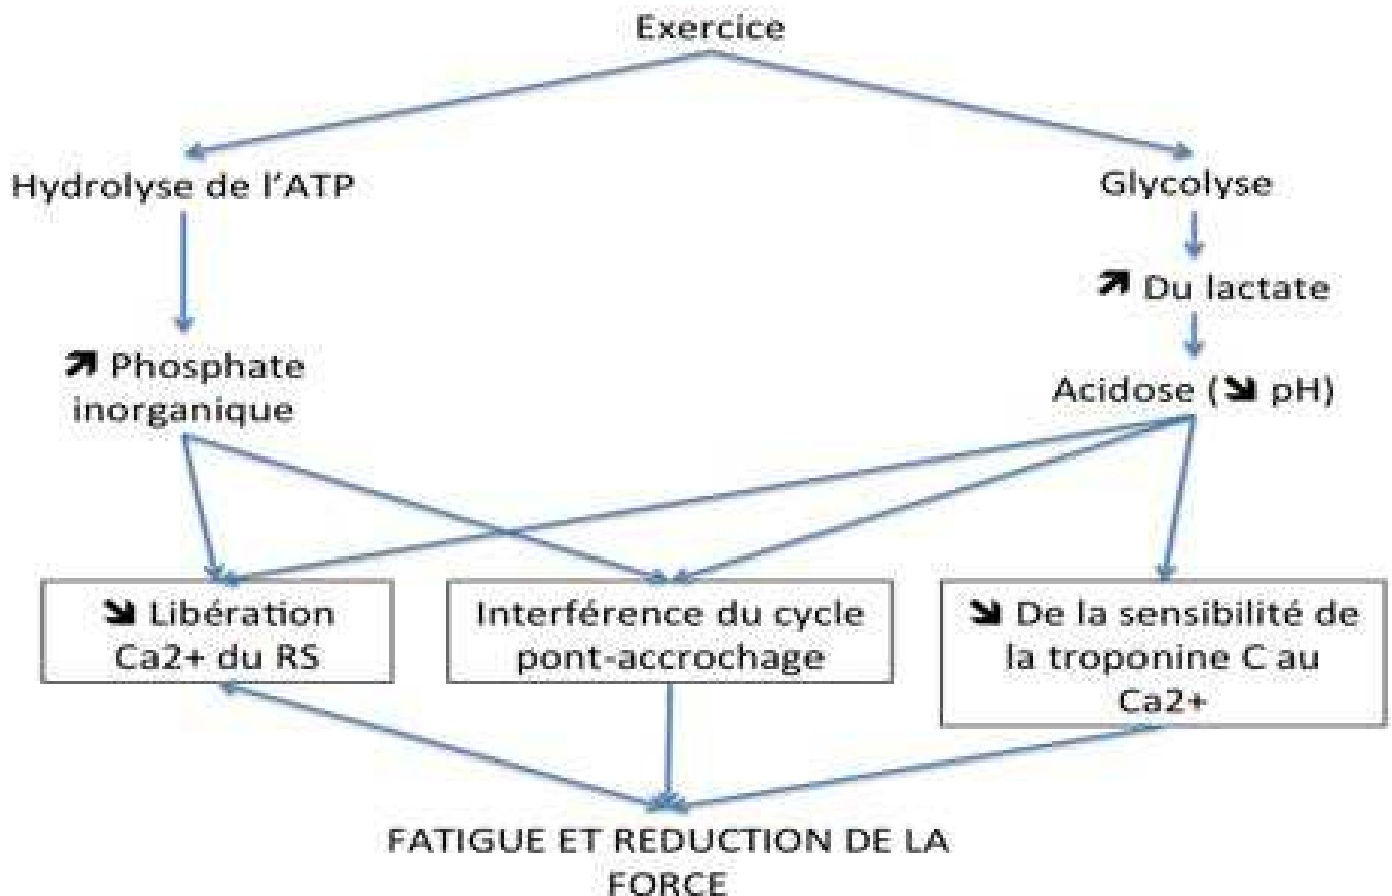 Exercice
Hydrolyse de l'ATP
Glycolyse
↗ Du lactate
↗ Phosphate
inorganique
Acidose (↘ pH)
↘ Libération
Ca2+ du RS
Interférence du cycle
pont-accrochage
↘ De la sensibilité de
la troponine C au
Ca2+
FATIGUE ET REDUCTION DE LA
FORCE